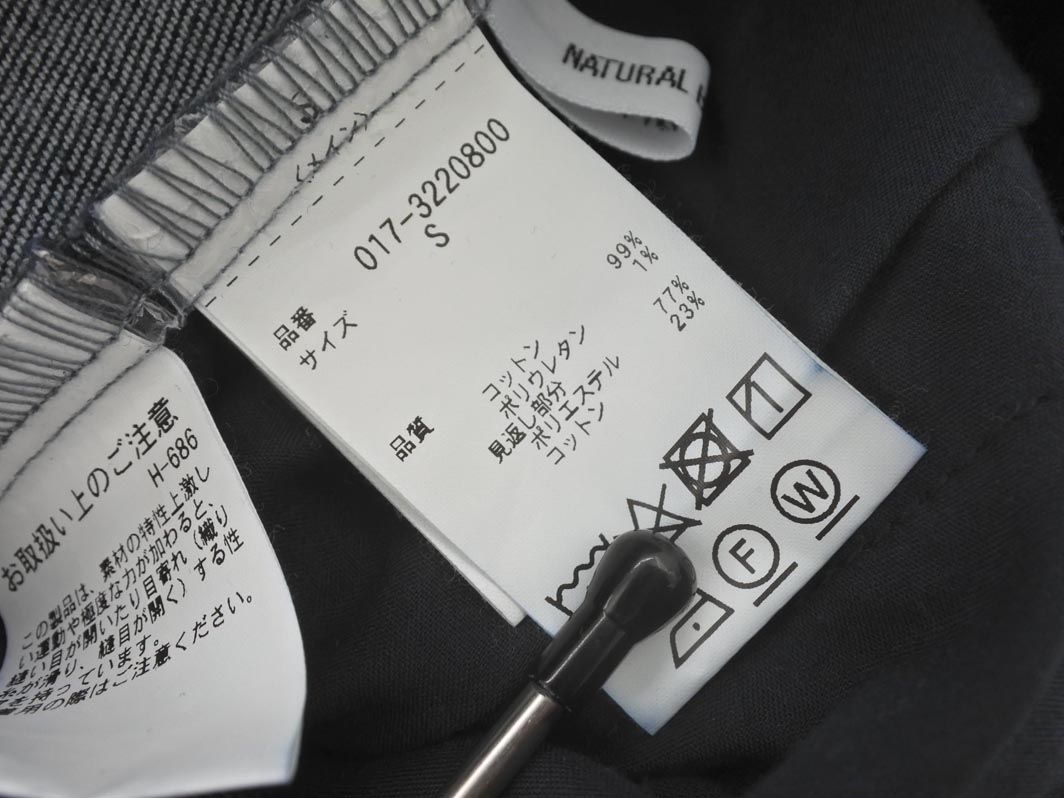 NATURAL
〈メイン〉
017-3220800
S
品番
サイズ
99%
1%
77%
23%
品質
コットン
ポリウレタン
見返し部分
ポリエステル
コットン
W
F
お取扱い上のご注意
H-686
この製品は、素材の特性上激し
い運動や極度な力が加わると、
縫い目が開いたり目寄れ(織り
糸が滑り、縫目が開く)する性
を持っています。
用の際はご注意ください。